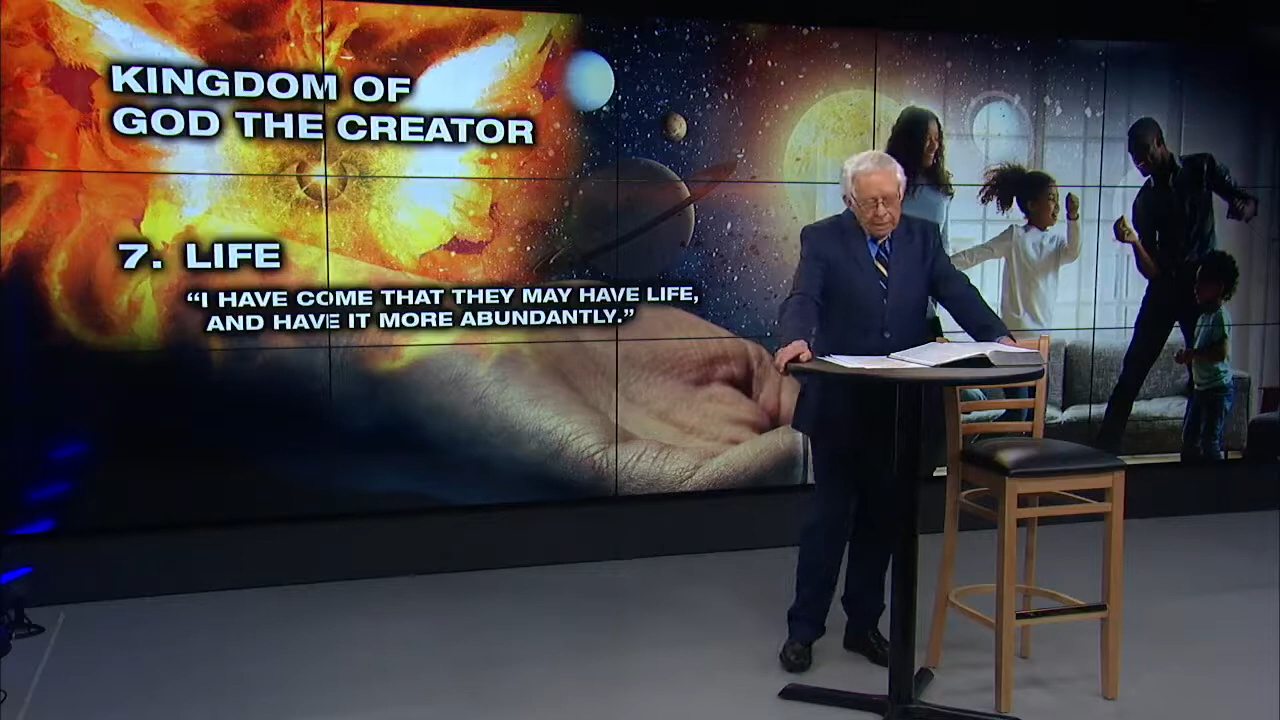 KINGDOM OF
GOD THE CREATOR
7. LIFE
“I HAVE COME THAT THEY MAY HAVE LIFE,
AND HAVE IT MORE ABUNDANTLY.”